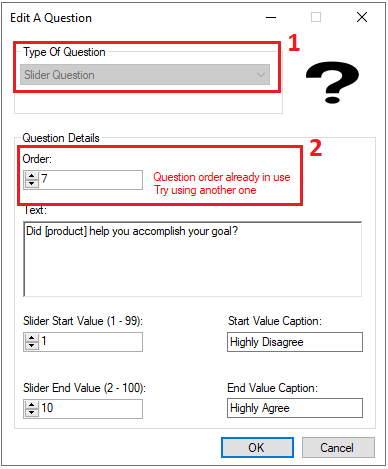 Edit A Question
1
Type Of Question
Slider Question
?
Question Details
2
Order:
7
Question order already in use
Try using another one
Text:
Did [product] help you accomplish your goal?
Slider Start Value (1 - 99):
Start Value Caption:
1
Highly Disagree
Slider End Value (2 - 100):
End Value Caption:
10
Highly Agree
OK
Cancel